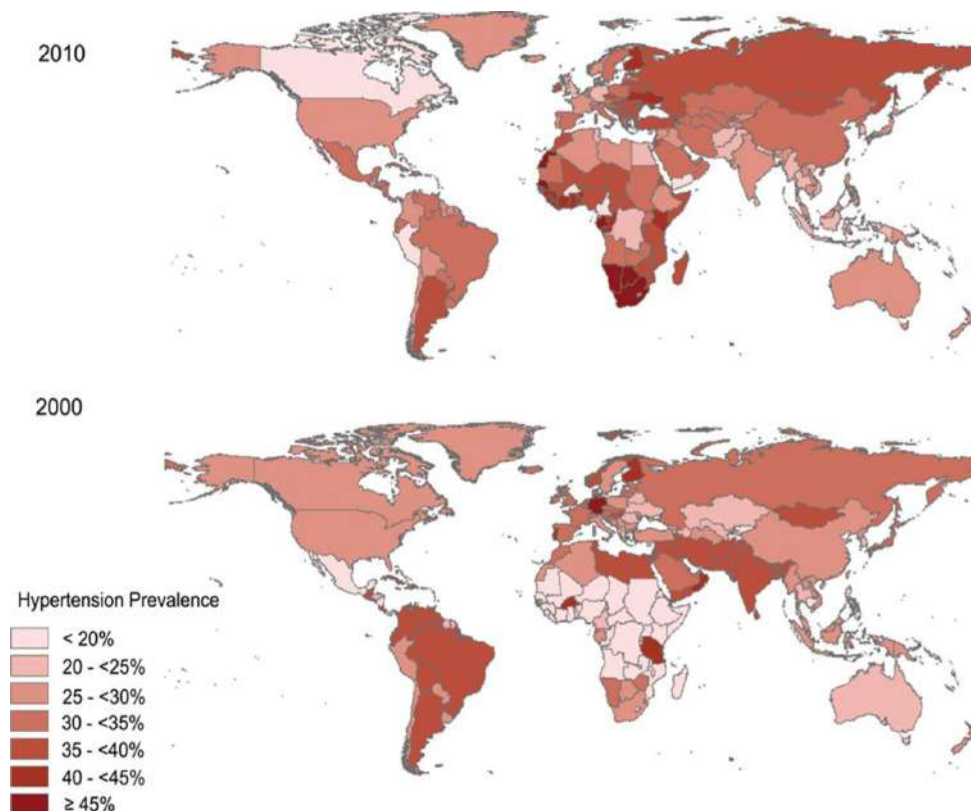 2010
2000
Hypertension Prevalence
< 20%
20 - <25%
25 - <30%
30 - <35%
35 - <40%
40 - <45%
≥ 45%